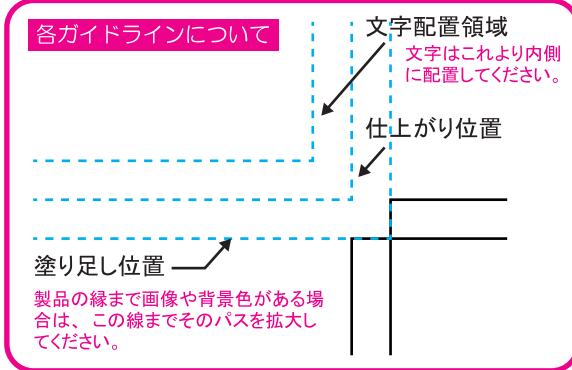 各ガイドラインについて
文字配置領域
文字はこれより内側
に配置してください。
仕上がり位置
塗り足し位置
製品の縁まで画像や背景色がある場
合は、この線までそのパスを拡大し
てください。